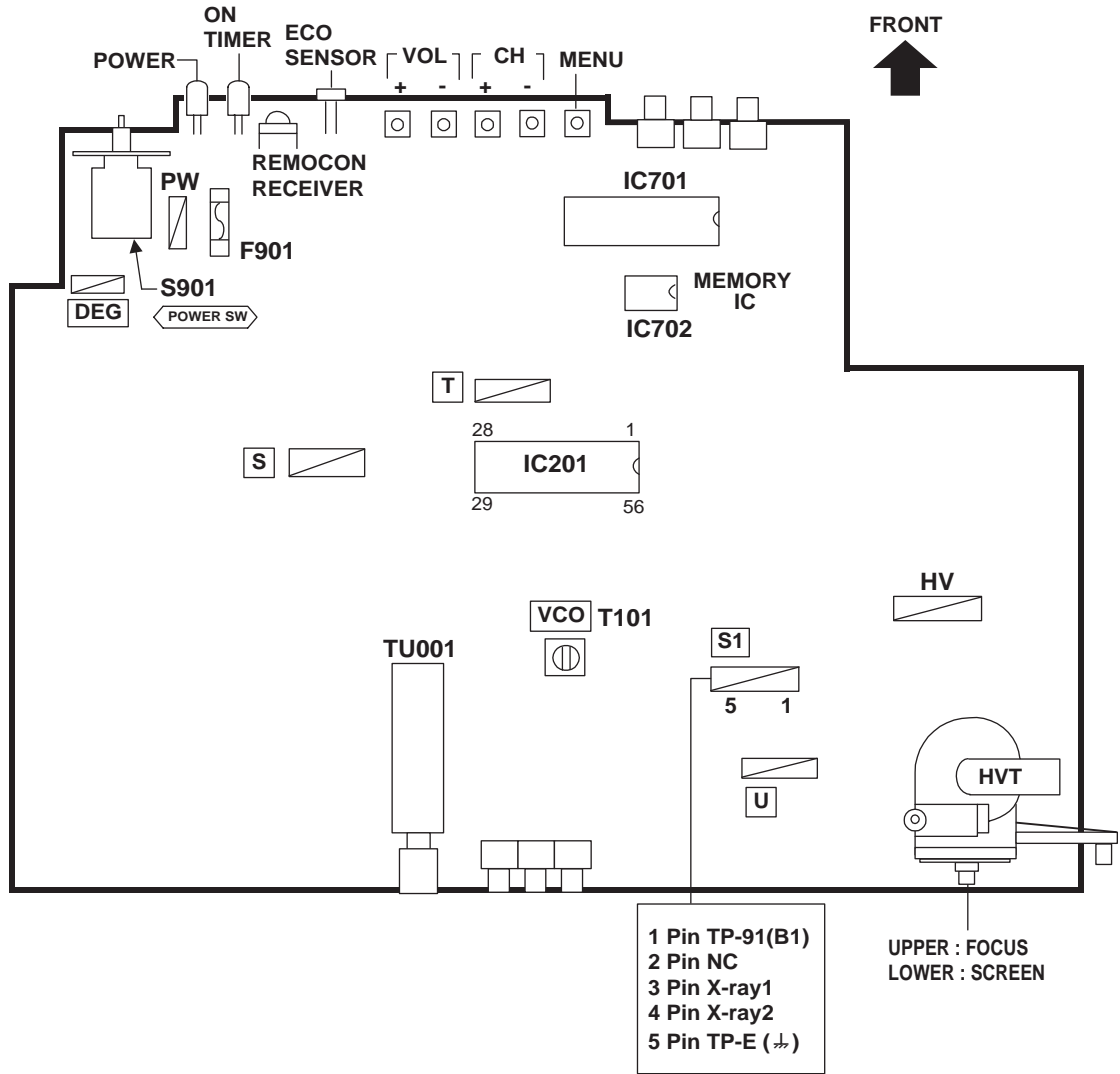 ON
TIMER
ECO
SENSOR
POWER
VOL
CH
MENU
+ - + -
FRONT
REMOCON
RECEIVER
PW
F901
S901
DEG
POWER SW
IC701
MEMORY
IC
IC702
T
28 1
IC201
29 56
S
HV
VCO T101
TU001
S1
5 1
U
HVT
1 Pin TP-91(B1)
2 Pin NC
3 Pin X-ray1
4 Pin X-ray2
5 Pin TP-E (⏚)
UPPER : FOCUS
LOWER : SCREEN